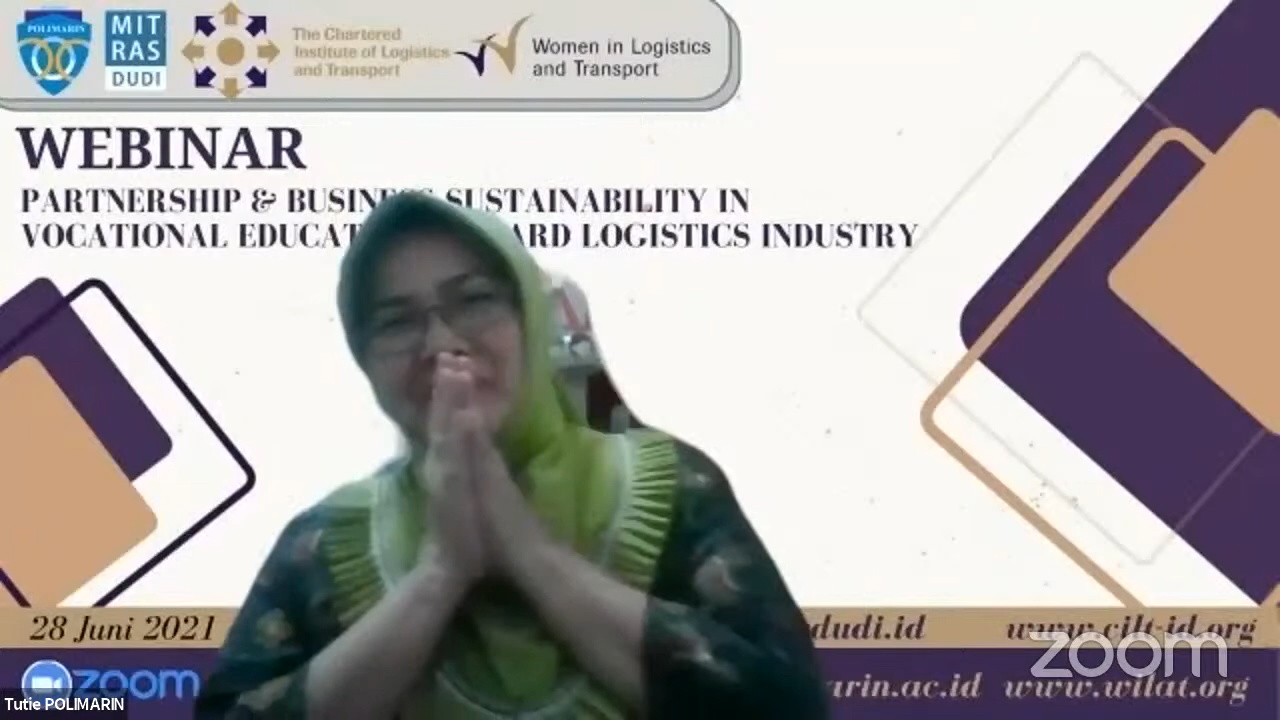 POLIMARIN
MIT
RAS
DUDI
The Chartered
Institute of Logistics
and Transport
Women in Logistics
and Transport
WEBINAR
PARTNERSHIP & BUSINESS SUSTAINABILITY IN
VOCATIONAL EDUCAT ARD LOGISTICS INDUSTRY
28 Juni 2021
dudi.id
www.cilt-id.org
zoom
zoom
arin.ac.id
www.wilat.org
Tutie POLIMARIN